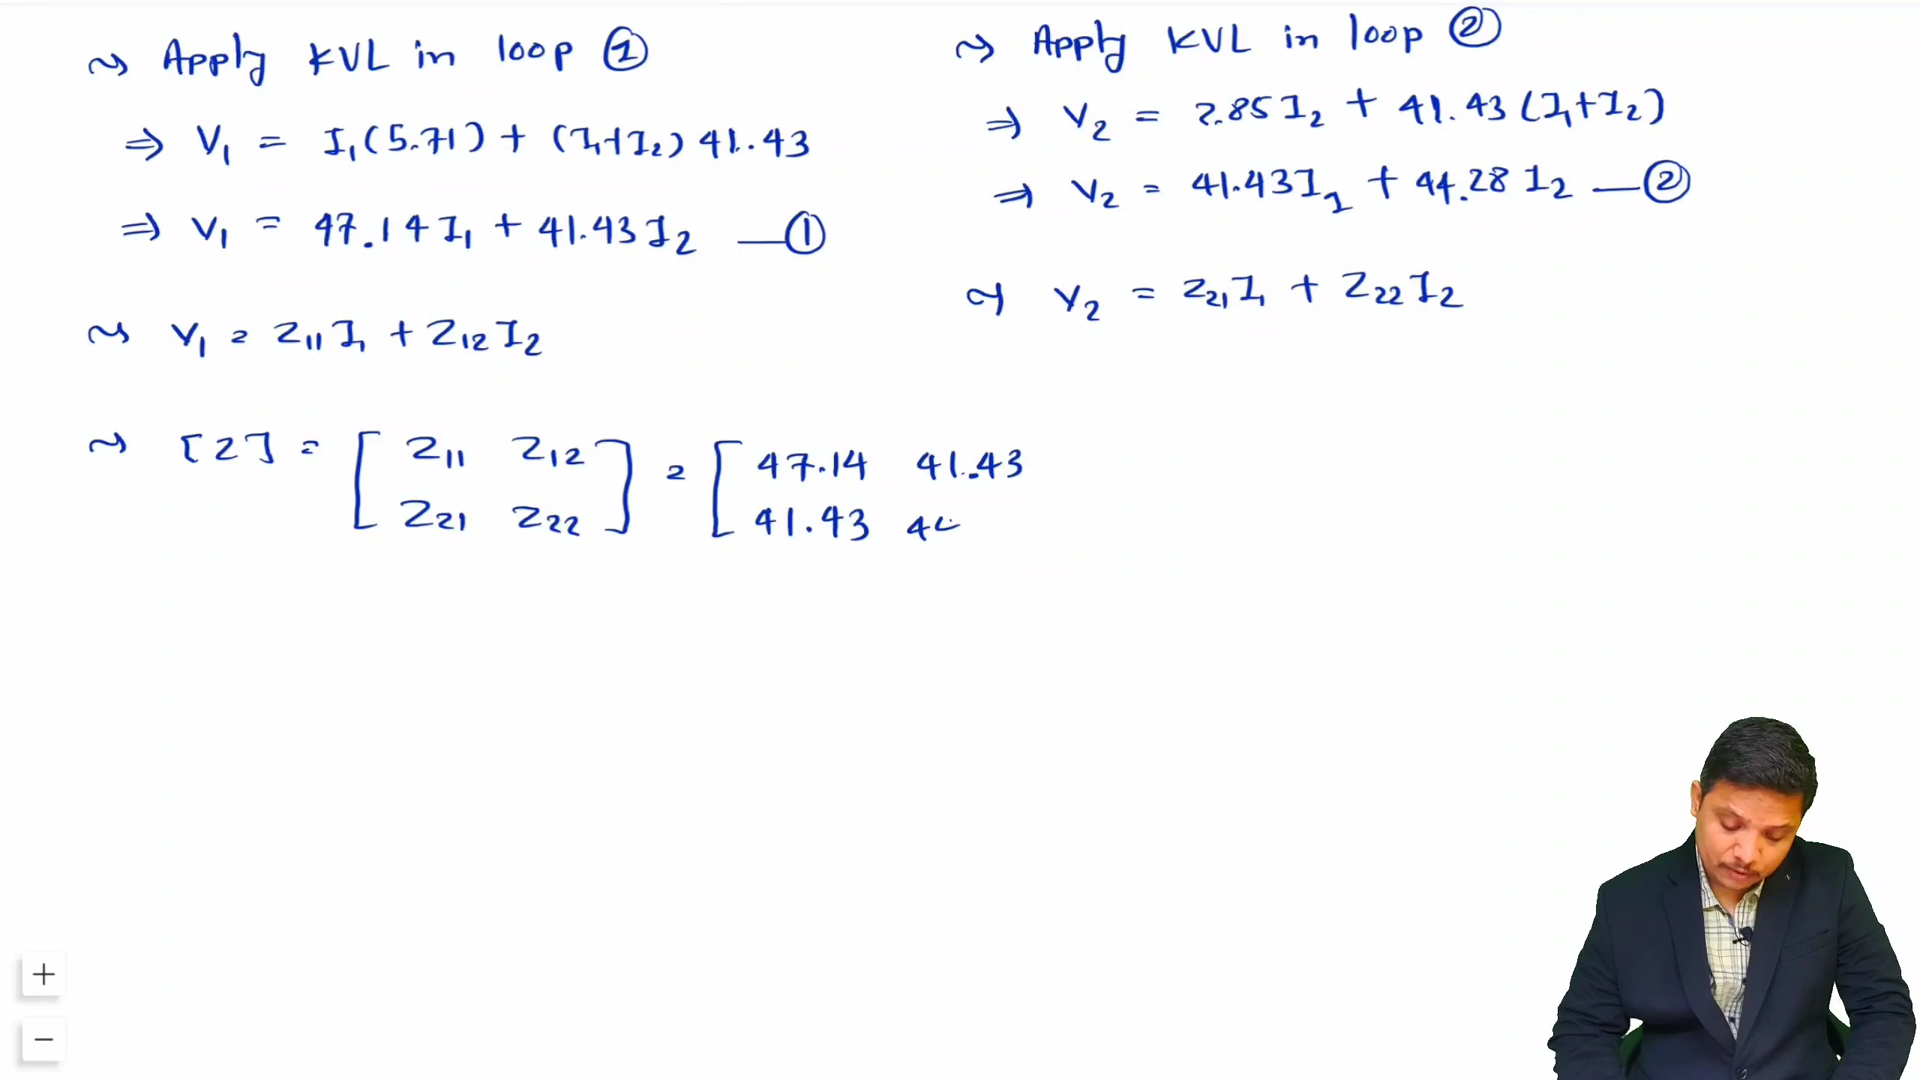 ~> Apply KVL in loop ①
⇒ V₁ = I₁(5.71) + (I₁+I₂) 41.43
⇒ V₁ = 47.14 I₁ + 41.43 I₂ —①
~> V₁ = Z₁₁I₁ + Z₁₂I₂
~> Apply KVL in loop ②
⇒ V₂ = 2.85 I₂ + 41.43 (I₁+I₂)
⇒ V₂ = 41.43 I₁ + 44.28 I₂ —②
~> V₂ = Z₂₁I₁ + Z₂₂I₂
~> [Z] = [ Z₁₁ Z₁₂ ] = [ 47.14 41.43
Z₂₁ Z₂₂ 41.43 44
+
−